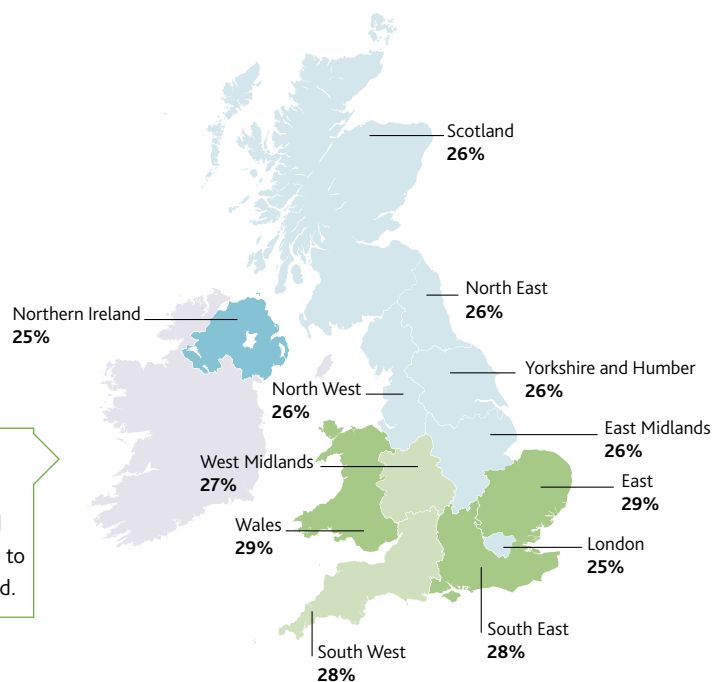 Scotland
26%
North East
26%
Northern Ireland
25%
Yorkshire and Humber
26%
North West
26%
East Midlands
26%
West Midlands
27%
East
29%
Wales
29%
London
25%
to
d.
South East
28%
South West
28%